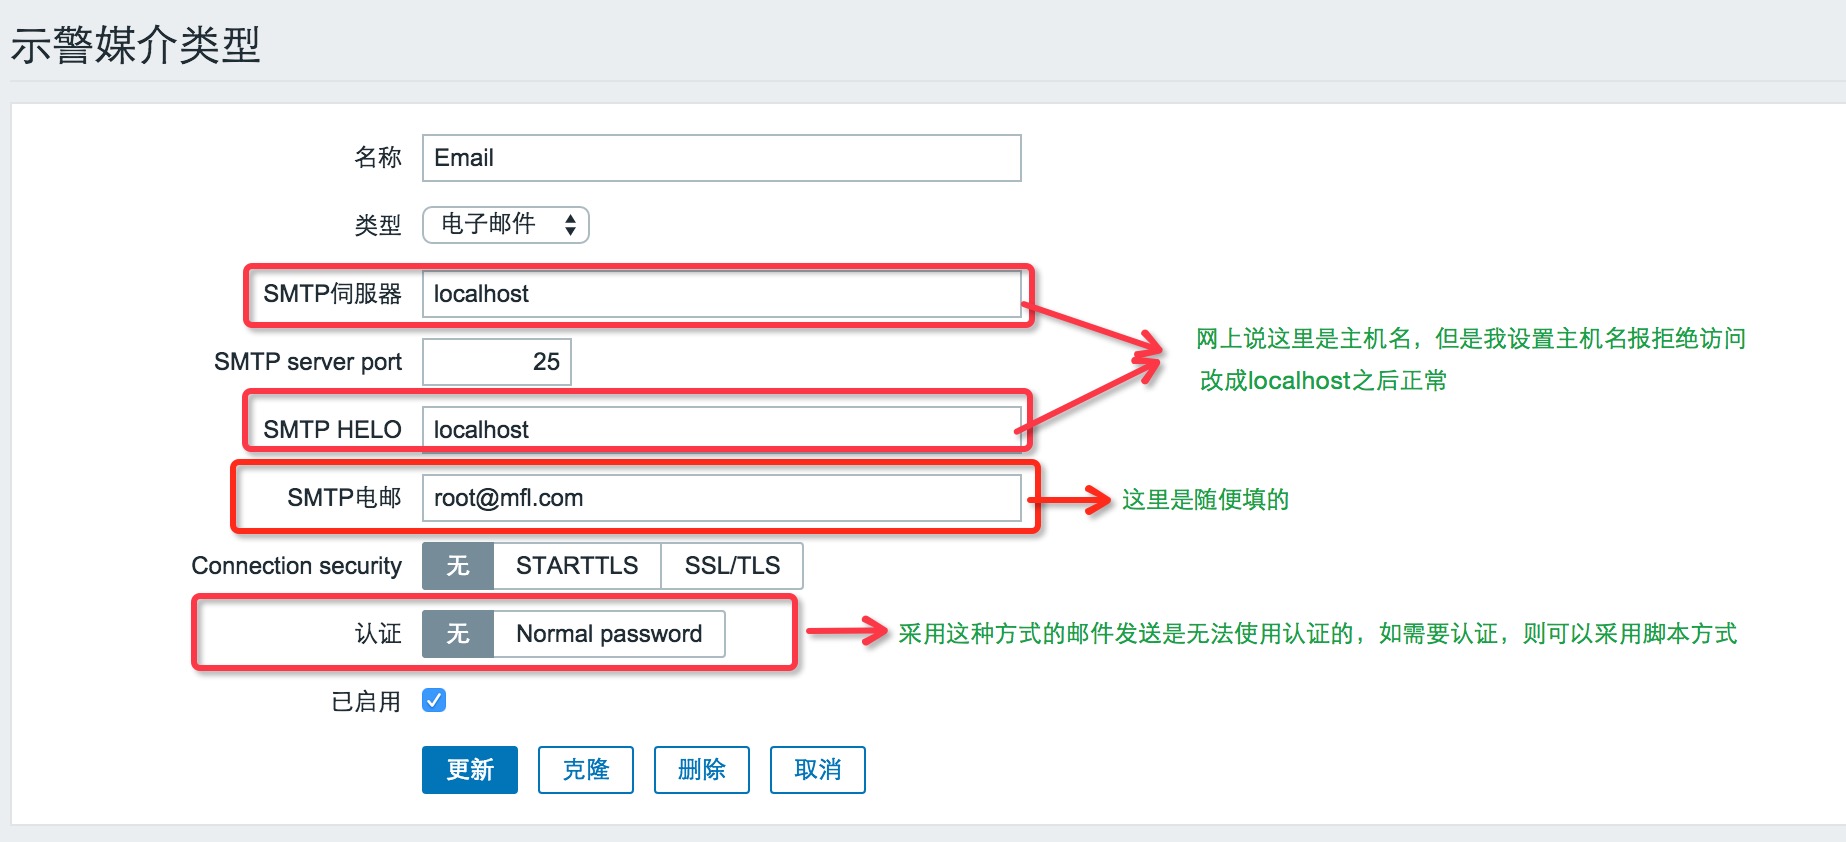 示警媒介类型
名称 Email
类型 电子邮件
SMTP伺服器 localhost
网上说这里是主机名，但是我设置主机名报拒绝访问
SMTP server port 25
改成localhost之后正常
SMTP HELO localhost
SMTP电邮 root@mfl.com 这里是随便填的
Connection security 无 STARTTLS SSL/TLS
认证 无 Normal password 采用这种方式的邮件发送是无法使用认证的，如需要认证，则可以采用脚本方式
已启用
更新 克隆 删除 取消